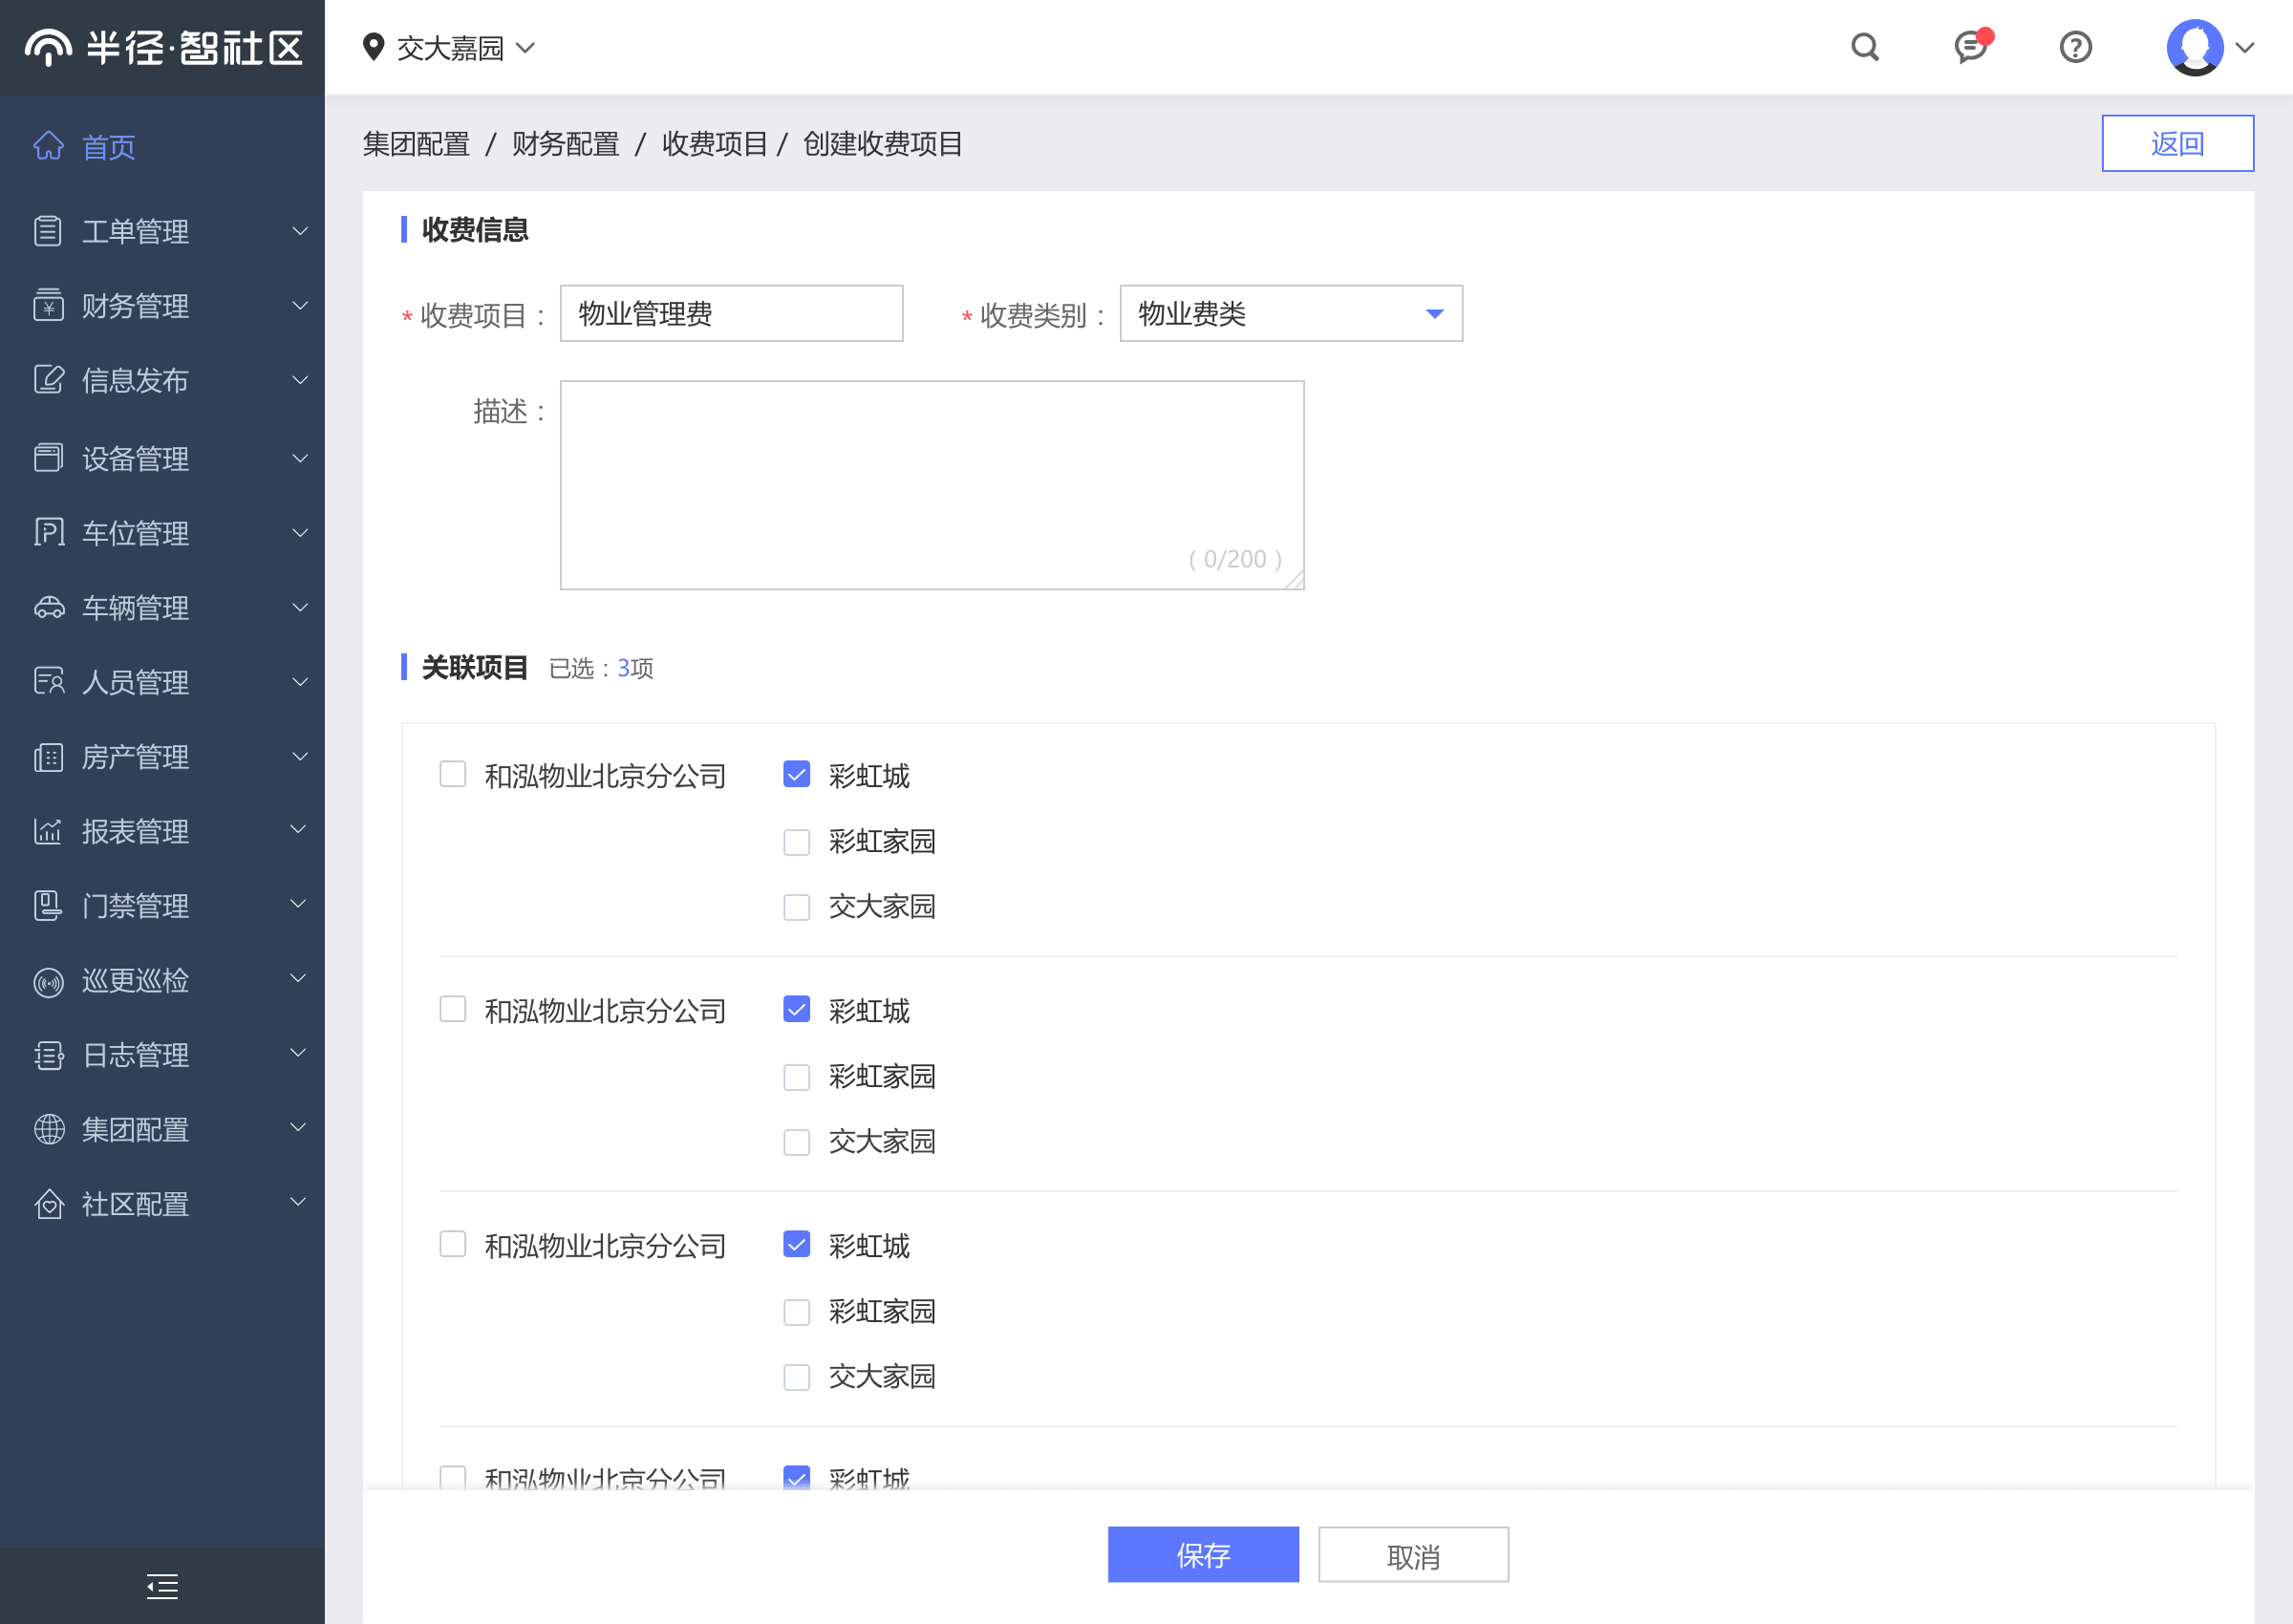 半径·智社区
交大嘉园
首页
工单管理
财务管理
信息发布
设备管理
车位管理
车辆管理
人员管理
房产管理
报表管理
门禁管理
巡更巡检
日志管理
集团配置
社区配置
集团配置 / 财务配置 / 收费项目 / 创建收费项目
返回
收费信息
* 收费项目： 物业管理费
* 收费类别： 物业费类
描述：
( 0/200 )
关联项目 已选：3项
和泓物业北京分公司 彩虹城
彩虹家园
交大家园
和泓物业北京分公司 彩虹城
彩虹家园
交大家园
和泓物业北京分公司 彩虹城
彩虹家园
交大家园
和泓物业北京分公司 彩虹城
保存 取消